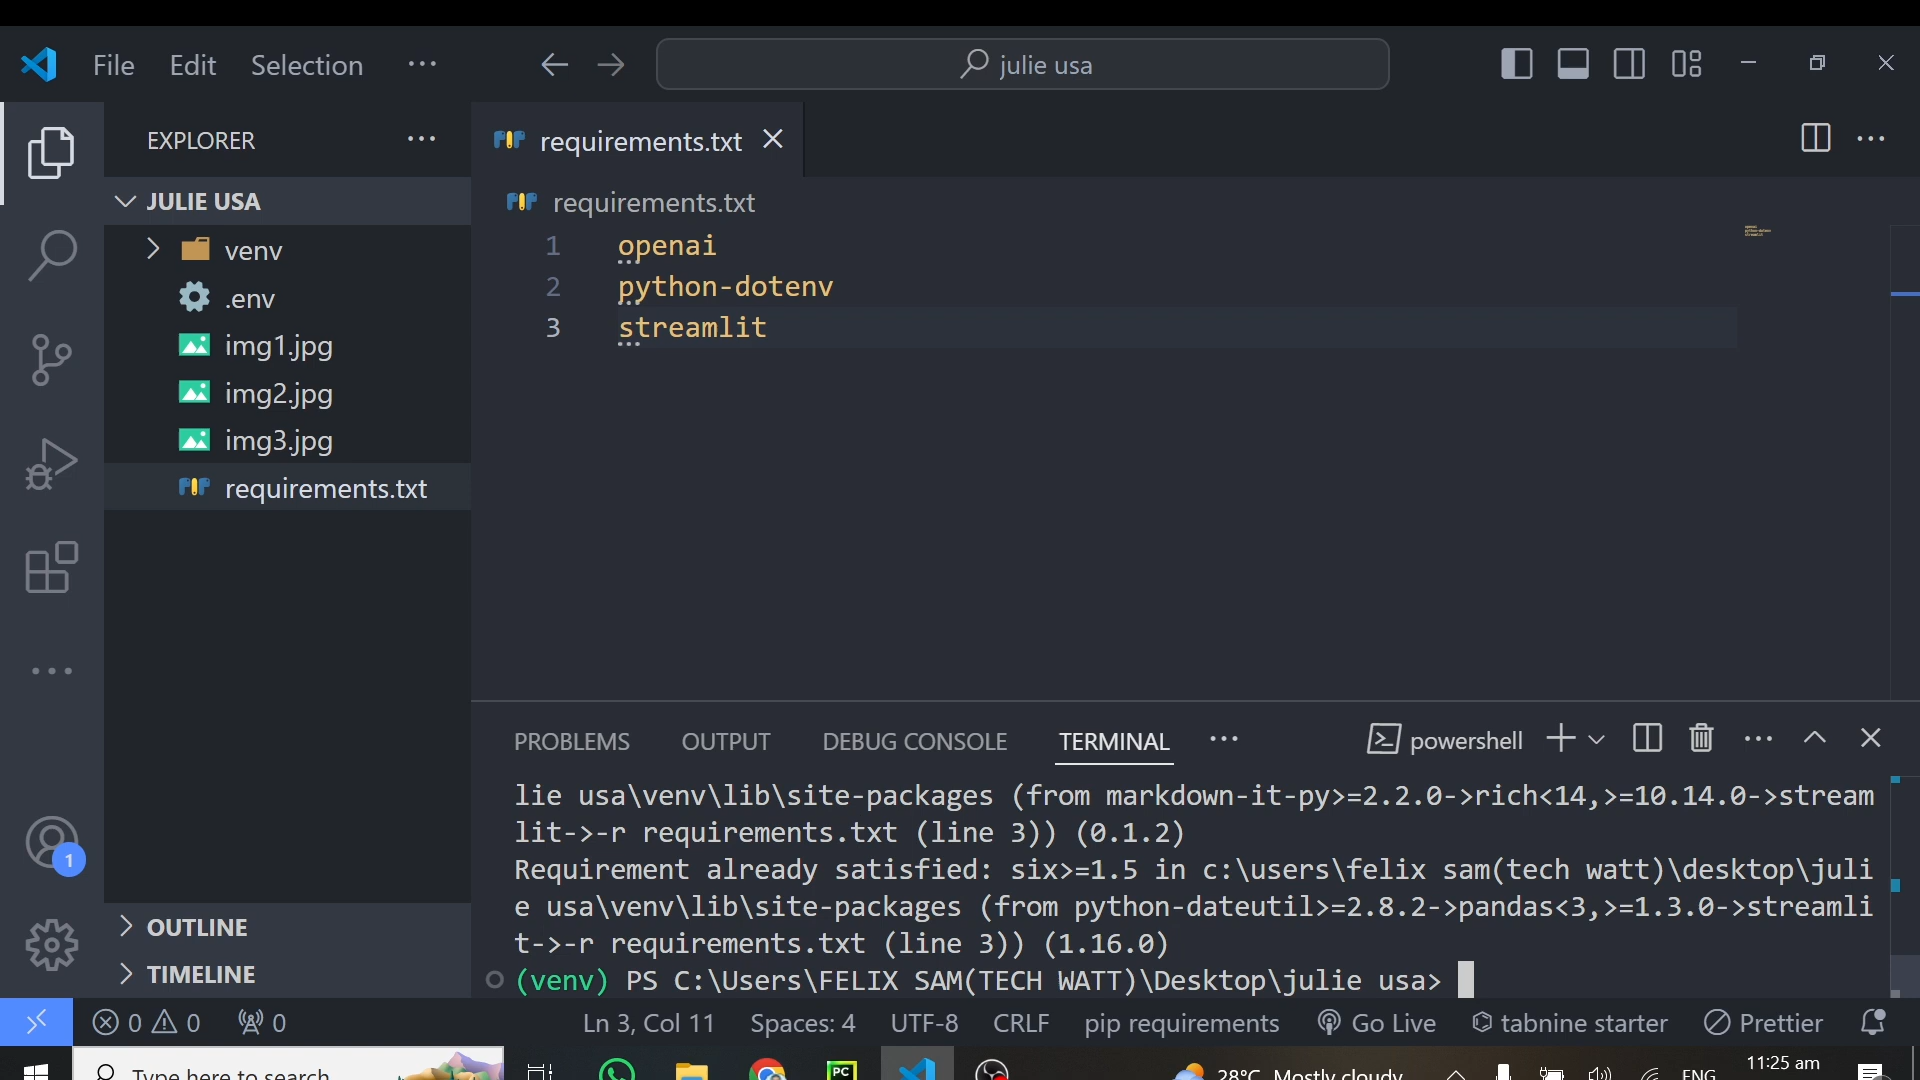 File Edit Selection ···
julie usa
EXPLORER
JULIE USA
venv
.env
img1.jpg
img2.jpg
img3.jpg
requirements.txt
OUTLINE
TIMELINE
1
requirements.txt
requirements.txt
1 openai
2 python-dotenv
3 streamlit
PROBLEMS OUTPUT DEBUG CONSOLE TERMINAL ··· powershell
lie usa\venv\lib\site-packages (from markdown-it-py>=2.2.0->rich<14,>=10.14.0->stream
lit->-r requirements.txt (line 3)) (0.1.2)
Requirement already satisfied: six>=1.5 in c:\users\felix sam(tech watt)\desktop\juli
e usa\venv\lib\site-packages (from python-dateutil>=2.8.2->pandas<3,>=1.3.0->streamli
t->-r requirements.txt (line 3)) (1.16.0)
(venv) PS C:\Users\FELIX SAM(TECH WATT)\Desktop\julie usa>
0 0 0 Ln 3, Col 11 Spaces: 4 UTF-8 CRLF pip requirements Go Live tabnine starter Prettier
Type here to search PC 28°C Mostly cloudy ENG 11:25 am